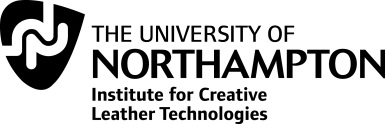 THE UNIVERSITY OF
NORTHAMPTON
Institute for Creative
Leather Technologies